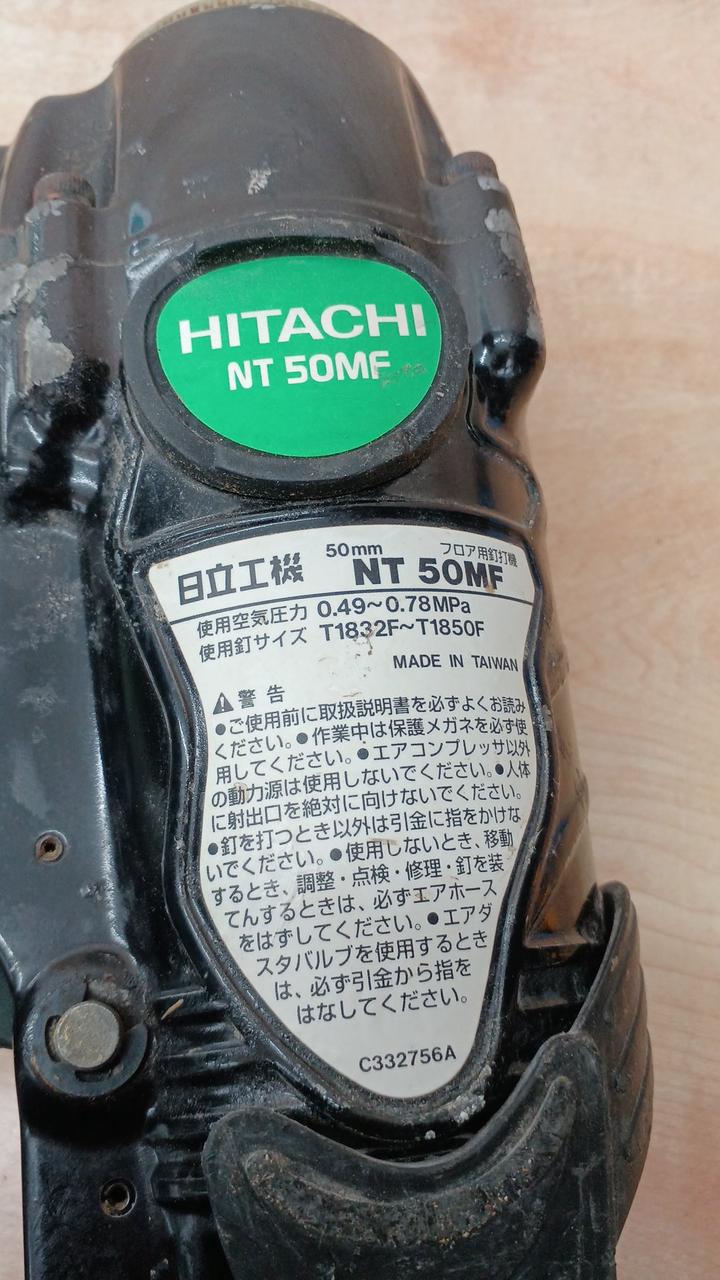 HITACHI
NT 50MF
50mm フロア用釘打機
日立工機 NT 50MF
使用空気圧力 0.49~0.78MPa
使用釘サイズ T1832F~T1850F
MADE IN TAIWAN
⚠警告
●ご使用前に取扱説明書を必ずよくお読み
ください。●作業中は保護メガネを必ず使
用してください。●エアコンプレッサ以外
の動力源は使用しないでください。●人体
に射出口を絶対に向けないでください。
●釘を打つとき以外は引金に指をかけな
いでください。●使用しないとき、移動
するとき、調整・点検・修理・釘を装
てんするときは、必ずエアホース
をはずしてください。●エアダ
スタバルブを使用するとき
は、必ず引金から指を
はなしてください。
C332756A